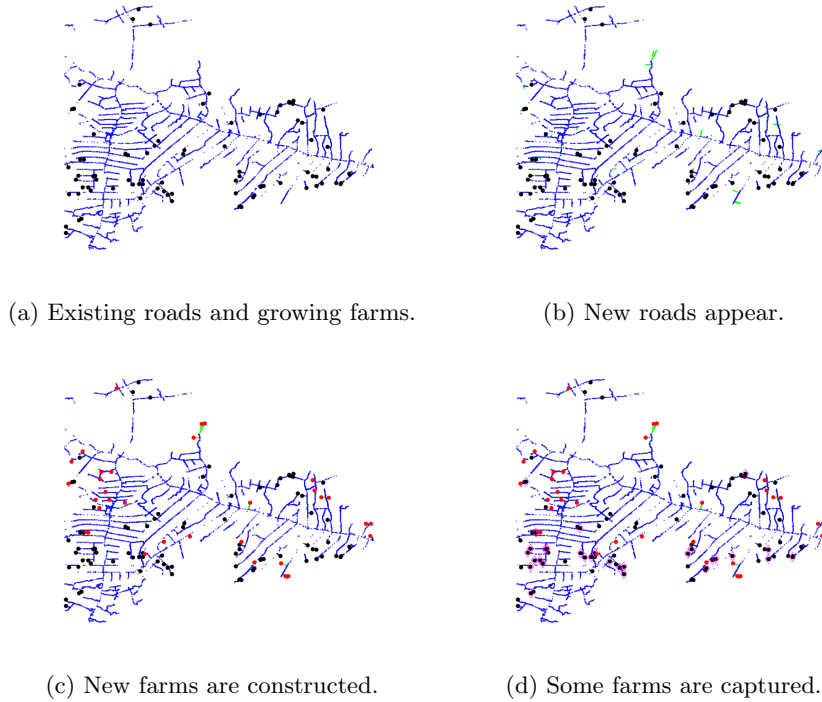 (a) Existing roads and growing farms.
(b) New roads appear.
(c) New farms are constructed.
(d) Some farms are captured.